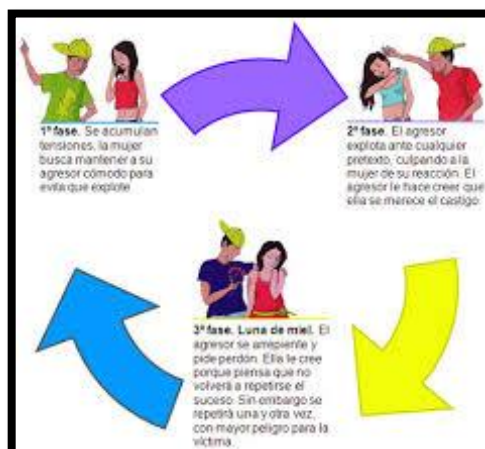 1ª fase. Se acumulan
tensiones, la mujer
busca mantener a su
agresor cómodo para
evita que explote
2ª fase. El agresor
explota ante cualquier
pretexto, culpando a la
mujer de su reacción. El
agresor le hace creer que
ella se merece el castigo
3ª fase. Luna de miel. El
agresor se arrepiente y
pide perdón. Ella le cree
porque piensa que no
volverá a repetirse el
suceso. Sin embargo se
repetirá una y otra vez,
con mayor peligro para la
víctima.